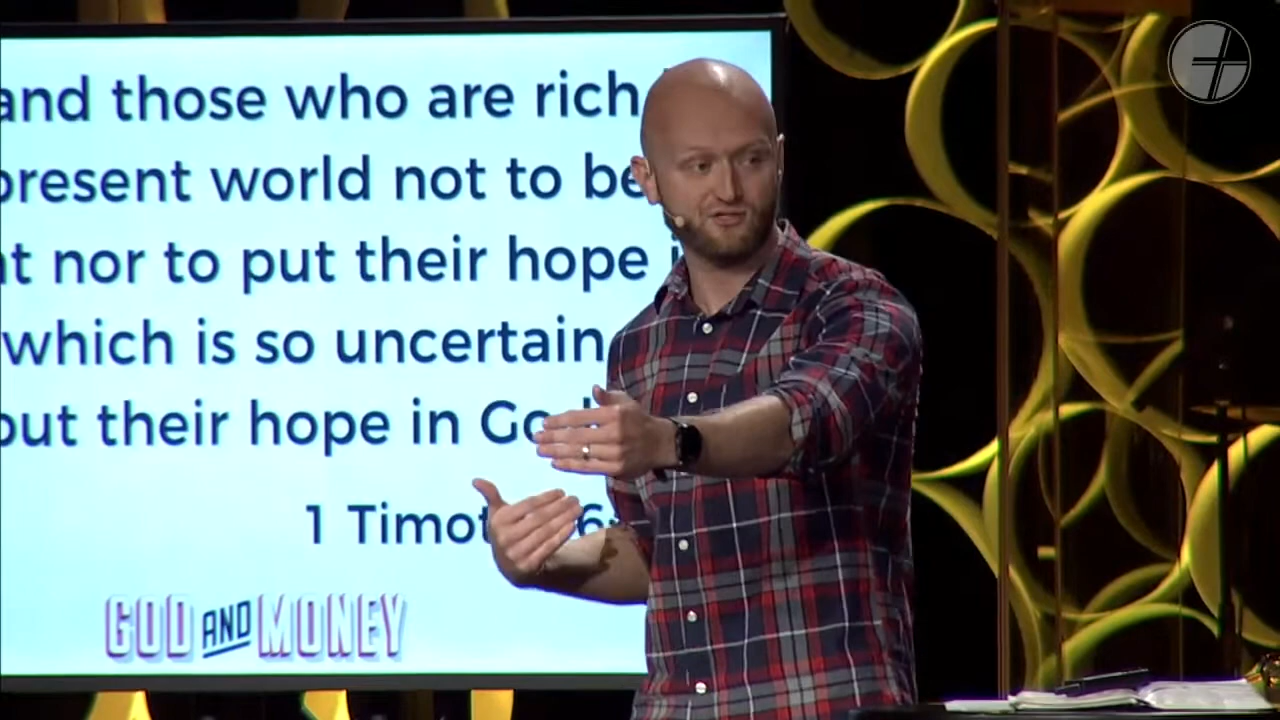 and those who are rich
present world not to be
nor to put their hope
which is so uncertain
their hope in
1
GOD AND MONEY